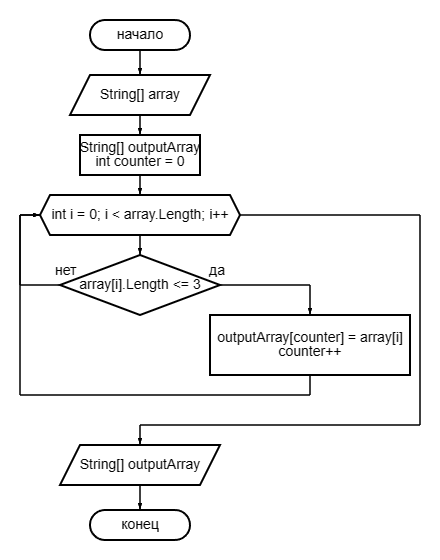 начало
String[] array
String[] outputArray
int counter = 0
int i = 0; i < array.Length; i++
нет
да
array[i].Length <= 3
outputArray[counter] = array[i]
counter++
String[] outputArray
конец